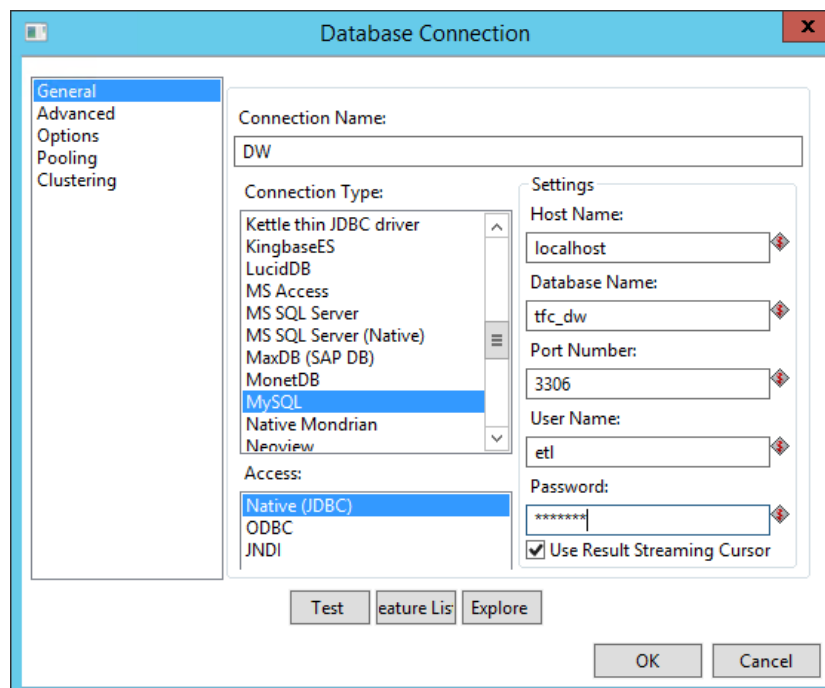 Database Connection
x
General
Advanced
Options
Pooling
Clustering
Connection Name:
DW
Connection Type:
Kettle thin JDBC driver
KingbaseES
LucidDB
MS Access
MS SQL Server
MS SQL Server (Native)
MaxDB (SAP DB)
MonetDB
MySQL
Native Mondrian
Neoview
Access:
Native (JDBC)
ODBC
JNDI
Settings
Host Name:
localhost
Database Name:
tfc_dw
Port Number:
3306
User Name:
etl
Password:
*******
Use Result Streaming Cursor
Test
eature Lis
Explore
OK
Cancel